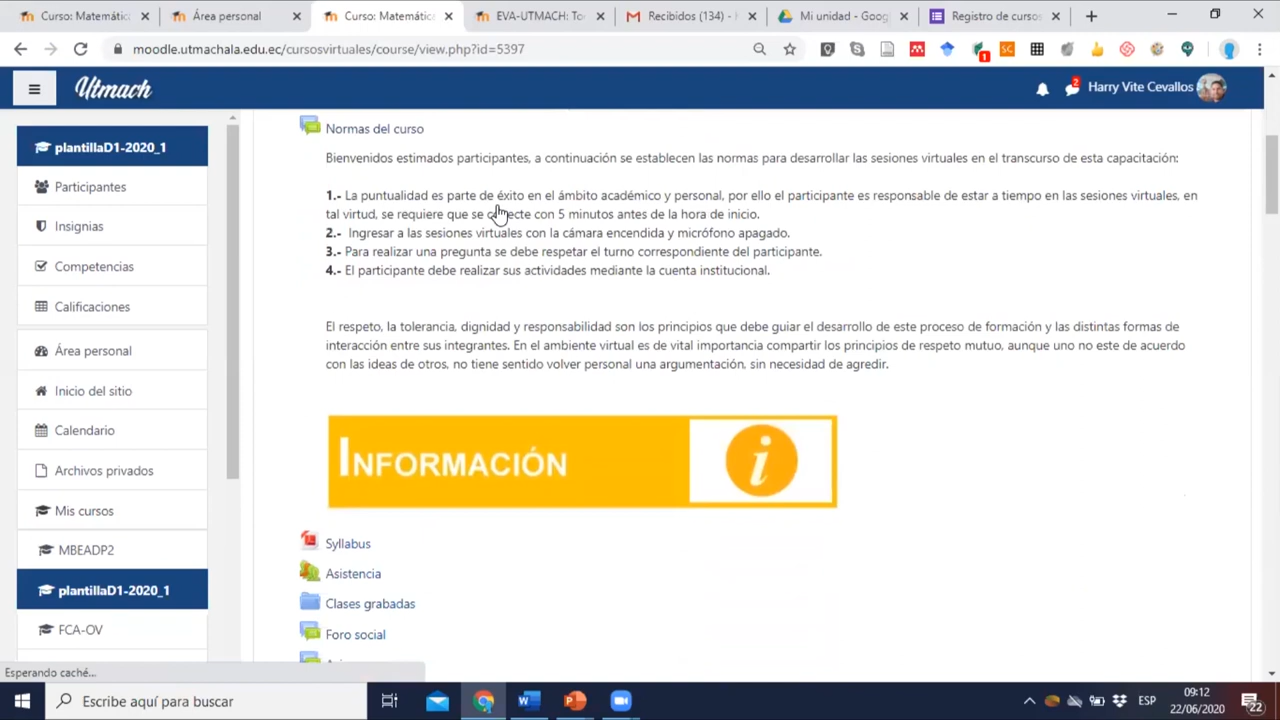 Curso: Matemátic
Área personal
Curso: Matemática
EVA-UTMACH: To
Recibidos (134) -
Mi unidad - Goog
Registro de cursos
moodle.utmachala.edu.ec/cursosvirtuales/course/view.php?id=5397
SC
1
Utmach
2
Harry Vite Cevallos
plantillaD1-2020_1
Participantes
Insignias
Competencias
Calificaciones
Área personal
Inicio del sitio
Calendario
Archivos privados
Mis cursos
MBEADP2
plantillaD1-2020_1
FCA-OV
Normas del curso
Bienvenidos estimados participantes, a continuación se establecen las normas para desarrollar las sesiones virtuales en el transcurso de esta capacitación:
1.- La puntualidad es parte de éxito en el ámbito académico y personal, por ello el participante es responsable de estar a tiempo en las sesiones virtuales, en
tal virtud, se requiere que se conecte con 5 minutos antes de la hora de inicio.
2.- Ingresar a las sesiones virtuales con la cámara encendida y micrófono apagado.
3.- Para realizar una pregunta se debe respetar el turno correspondiente del participante.
4.- El participante debe realizar sus actividades mediante la cuenta institucional.
El respeto, la tolerancia, dignidad y responsabilidad son los principios que debe guiar el desarrollo de este proceso de formación y las distintas formas de
interacción entre sus integrantes. En el ambiente virtual es de vital importancia compartir los principios de respeto mutuo, aunque uno no este de acuerdo
con las ideas de otros, no tiene sentido volver personal una argumentación, sin necesidad de agredir.
INFORMACIÓN
i
Syllabus
Asistencia
Clases grabadas
Foro social
Esperando caché...
Escribe aquí para buscar
ESP
09:12
22/06/2020
22